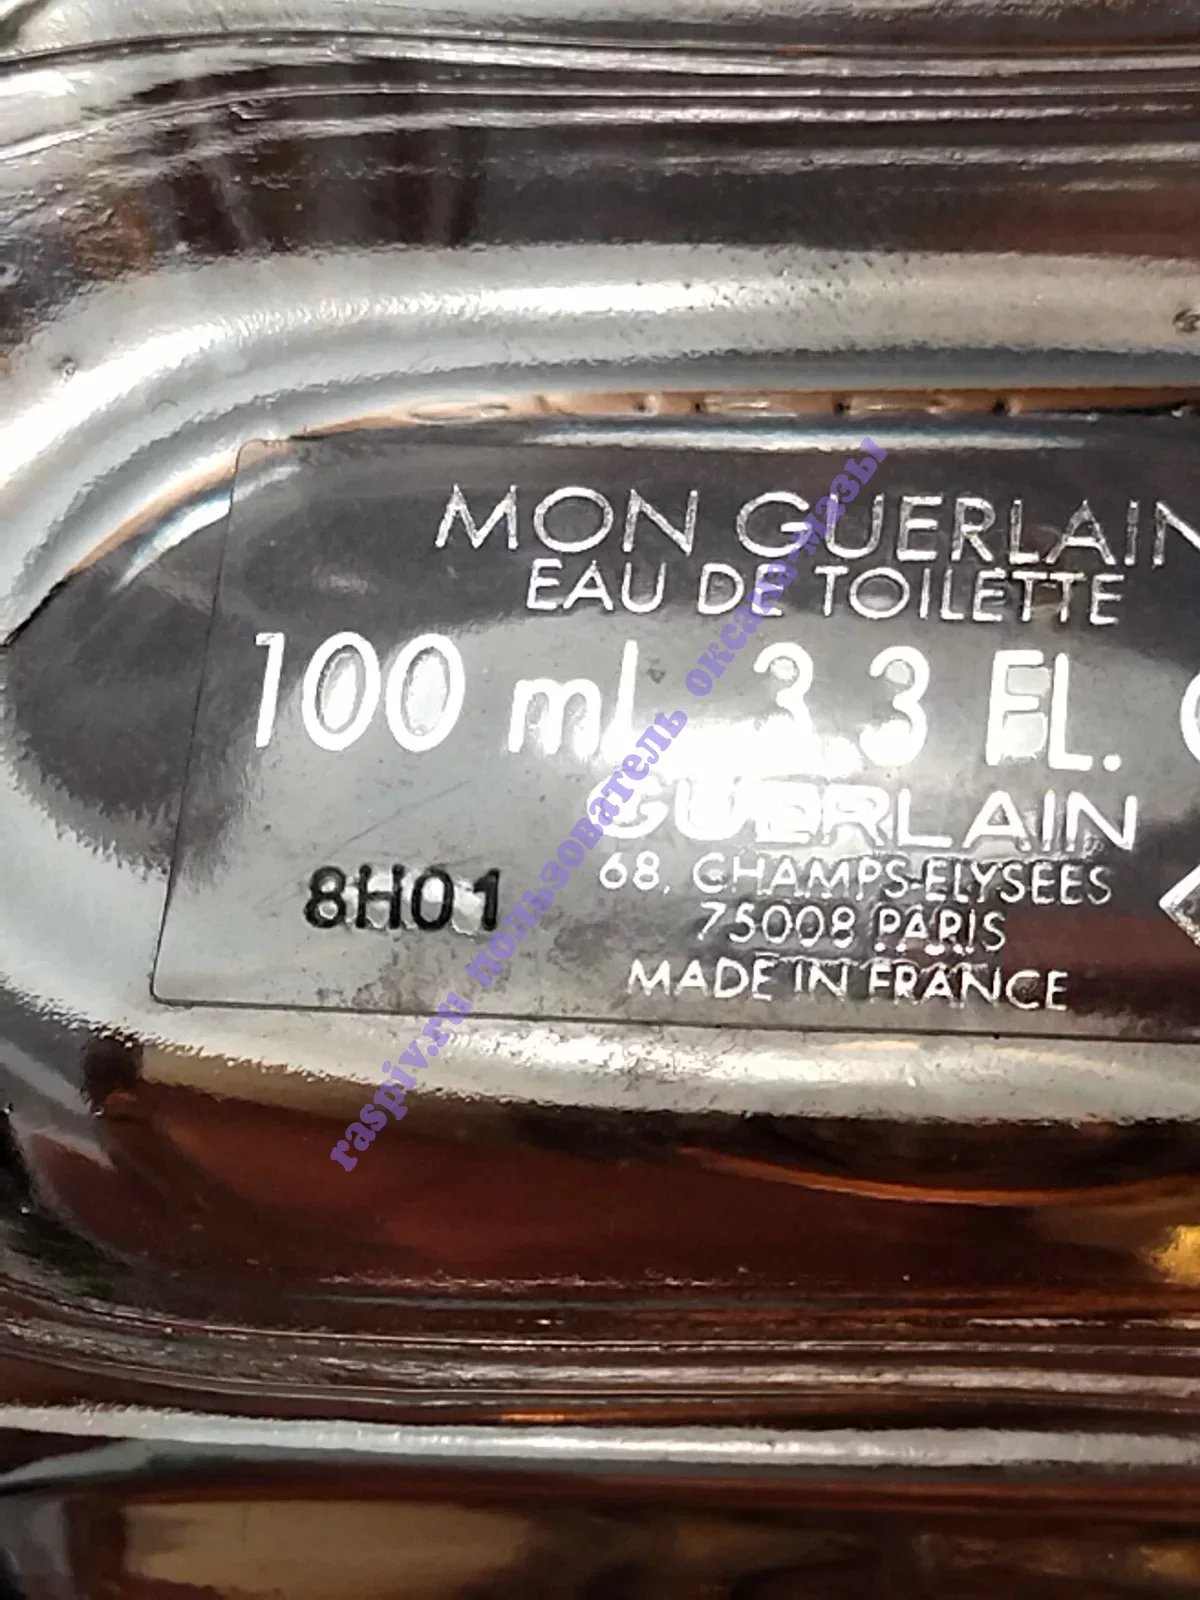 MON GUERLAIN
EAU DE TOILETTE
100 ml 3.3 FL.
GUERLAIN
68, CHAMPS-ELYSEES
75008 PARIS
MADE IN FRANCE
8H01
raspiv.ru пользователь оксана-мазы